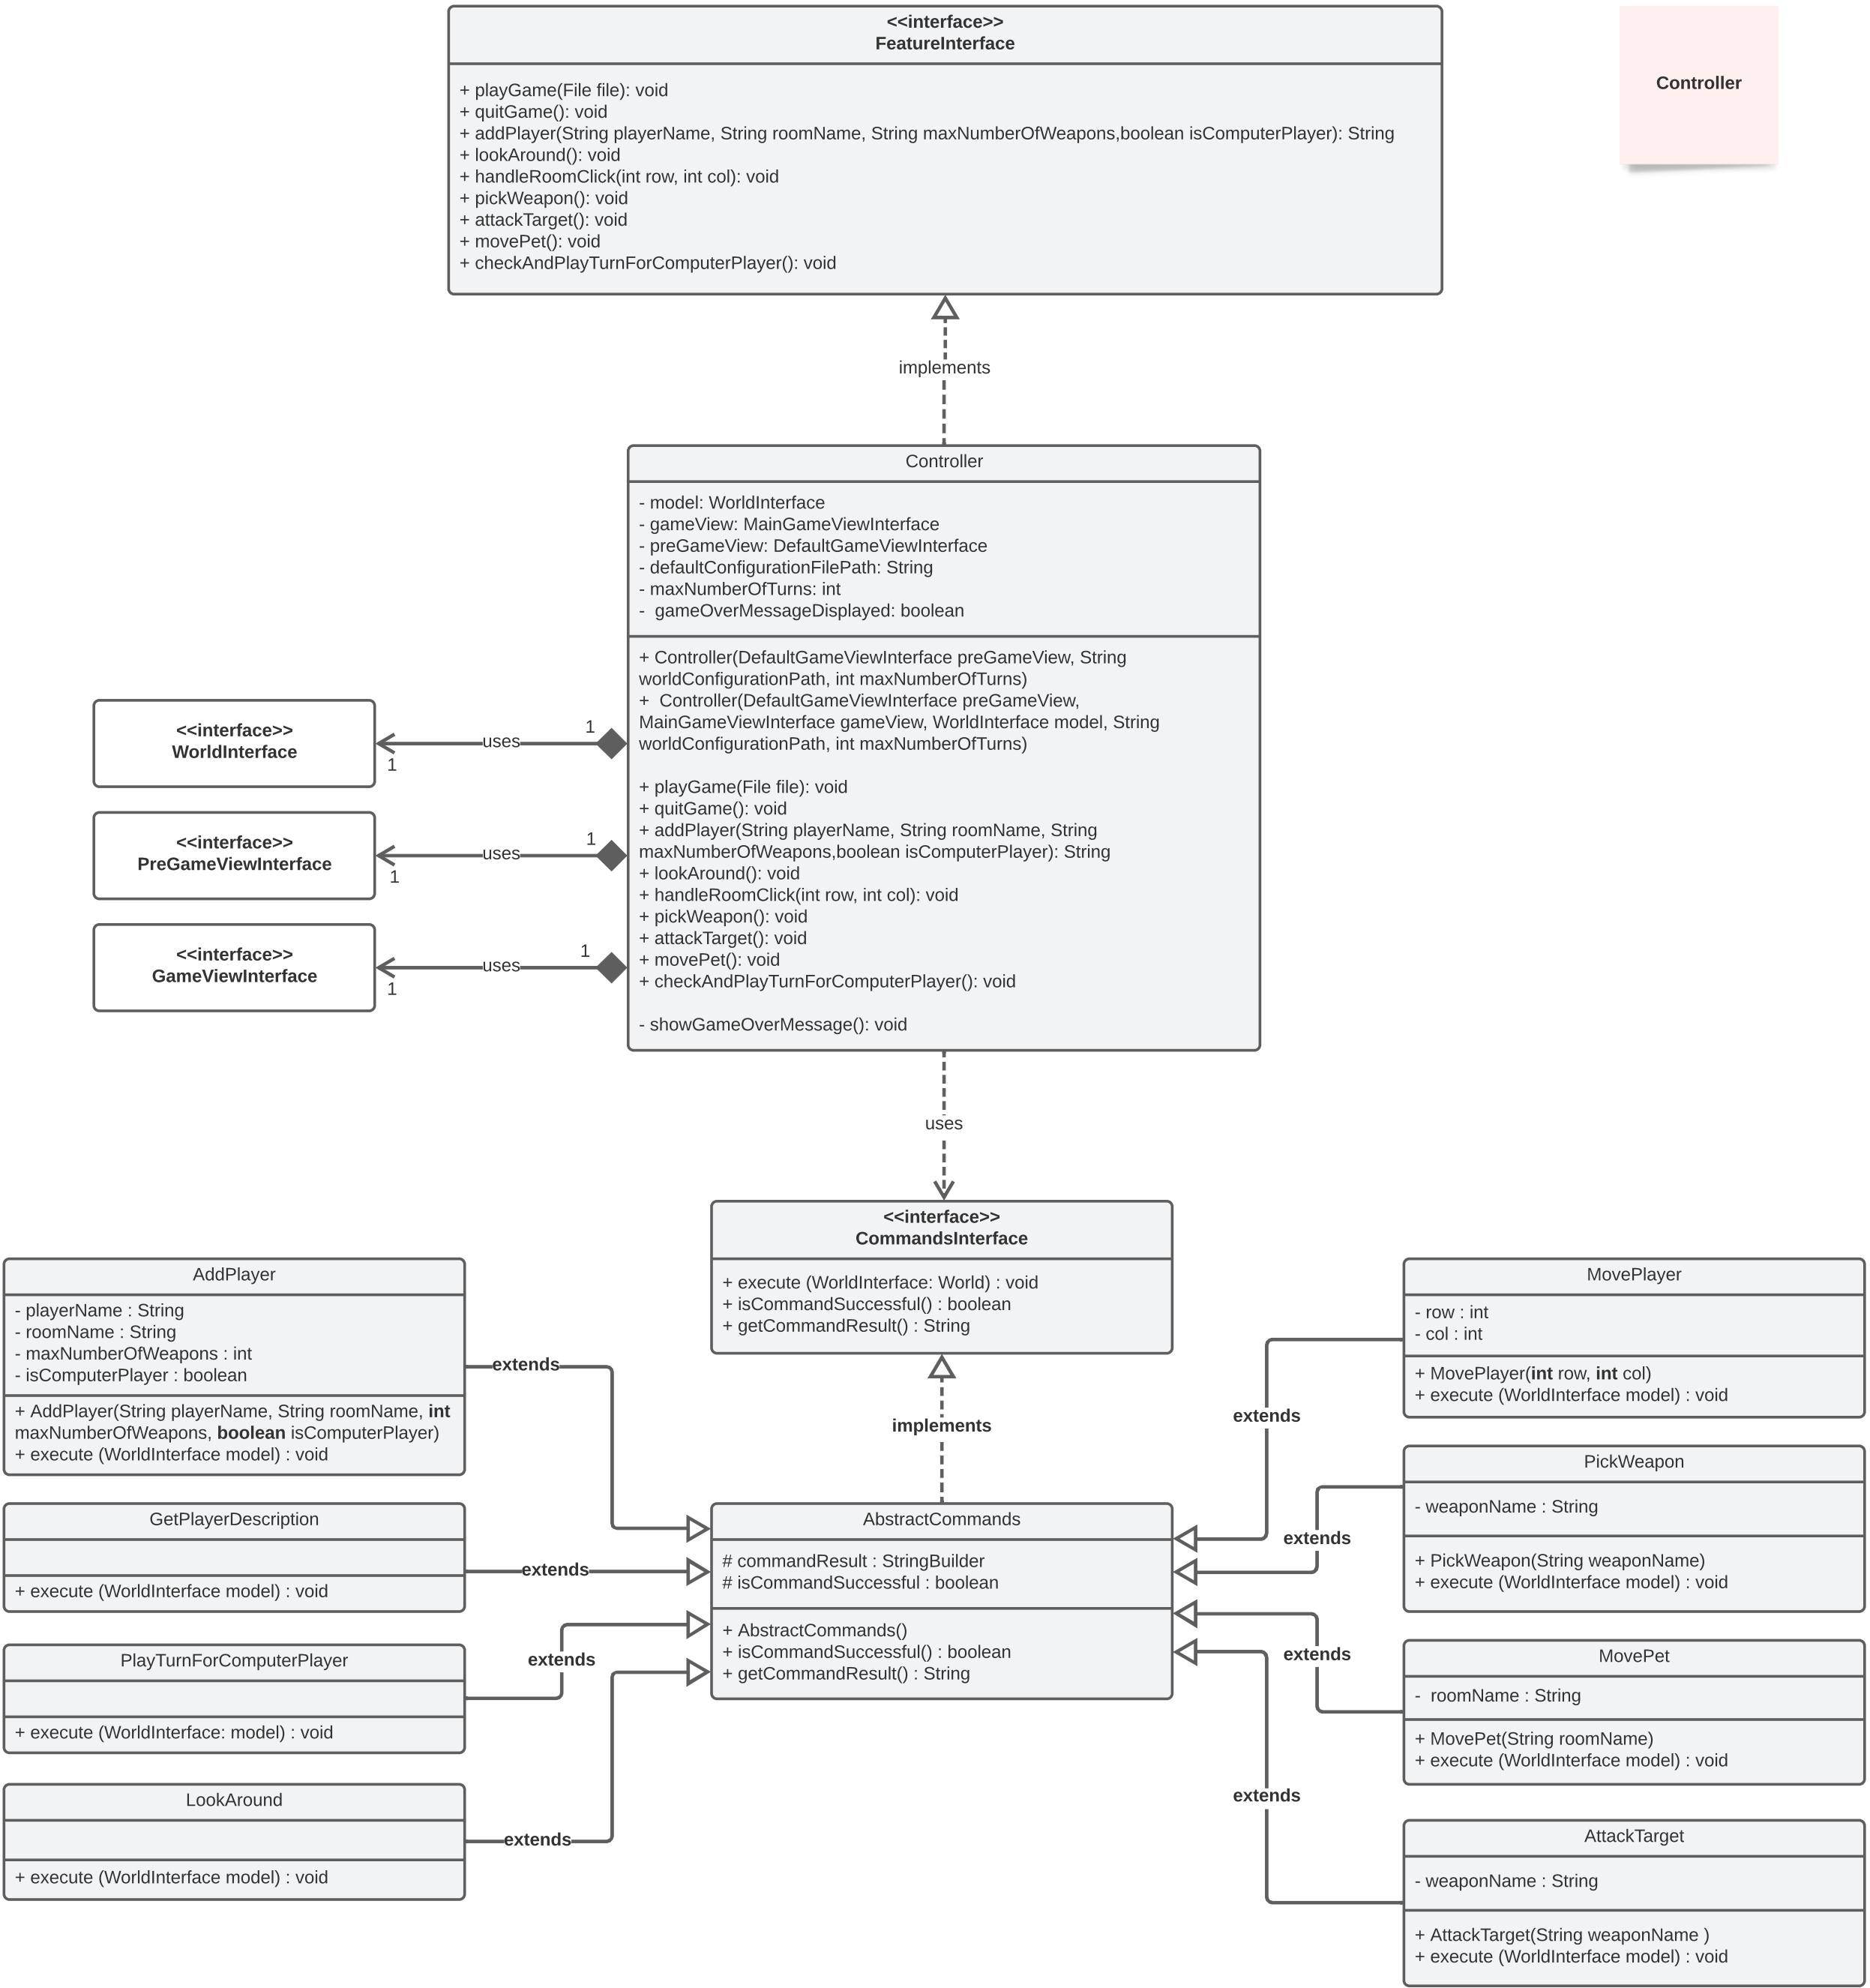 <<interface>>
FeatureInterface
+ playGame(File file): void
+ quitGame(): void
+ addPlayer(String playerName, String roomName, String maxNumberOfWeapons,boolean isComputerPlayer): String
+ lookAround(): void
+ handleRoomClick(int row, int col): void
+ pickWeapon(): void
+ attackTarget(): void
+ movePet(): void
+ checkAndPlayTurnForComputerPlayer(): void
Controller
implements
Controller
- model: WorldInterface
- gameView: MainGameViewInterface
- preGameView: DefaultGameViewInterface
- defaultConfigurationFilePath: String
- maxNumberOfTurns: int
-  gameOverMessageDisplayed: boolean
+ Controller(DefaultGameViewInterface preGameView, String
worldConfigurationPath, int maxNumberOfTurns)
+  Controller(DefaultGameViewInterface preGameView,
MainGameViewInterface gameView, WorldInterface model, String
worldConfigurationPath, int maxNumberOfTurns)
+ playGame(File file): void
+ quitGame(): void
+ addPlayer(String playerName, String roomName, String
maxNumberOfWeapons,boolean isComputerPlayer): String
+ lookAround(): void
+ handleRoomClick(int row, int col): void
+ pickWeapon(): void
+ attackTarget(): void
+ movePet(): void
+ checkAndPlayTurnForComputerPlayer(): void
- showGameOverMessage(): void
<<interface>>
WorldInterface
1
uses
1
<<interface>>
PreGameViewInterface
1
uses
1
<<interface>>
GameViewInterface
1
uses
1
uses
<<interface>>
CommandsInterface
+ execute (WorldInterface: World) : void
+ isCommandSuccessful() : boolean
+ getCommandResult() : String
implements
AbstractCommands
# commandResult : StringBuilder
# isCommandSuccessful : boolean
+ AbstractCommands()
+ isCommandSuccessful() : boolean
+ getCommandResult() : String
AddPlayer
- playerName : String
- roomName : String
- maxNumberOfWeapons : int
- isComputerPlayer : boolean
+ AddPlayer(String playerName, String roomName, int
maxNumberOfWeapons, boolean isComputerPlayer)
+ execute (WorldInterface model) : void
extends
GetPlayerDescription
+ execute (WorldInterface model) : void
extends
PlayTurnForComputerPlayer
+ execute (WorldInterface: model) : void
extends
LookAround
+ execute (WorldInterface model) : void
extends
MovePlayer
- row : int
- col : int
+ MovePlayer(int row, int col)
+ execute (WorldInterface model) : void
extends
PickWeapon
- weaponName : String
+ PickWeapon(String weaponName)
+ execute (WorldInterface model) : void
extends
MovePet
-  roomName : String
+ MovePet(String roomName)
+ execute (WorldInterface model) : void
extends
AttackTarget
- weaponName : String
+ AttackTarget(String weaponName )
+ execute (WorldInterface model) : void
extends